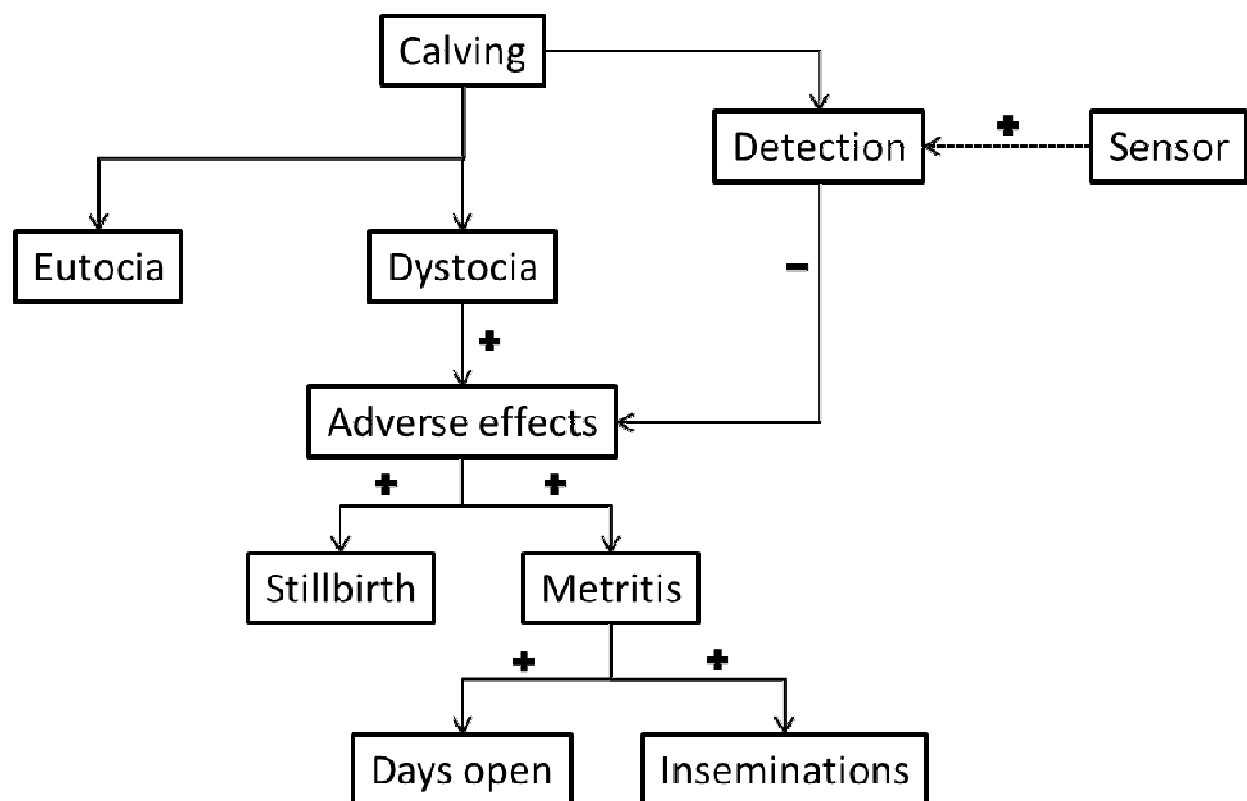 Calving
Detection
+
Sensor
Eutocia
Dystocia
-
+
Adverse effects
+
+
Stillbirth
Metritis
+
+
Days open
Inseminations